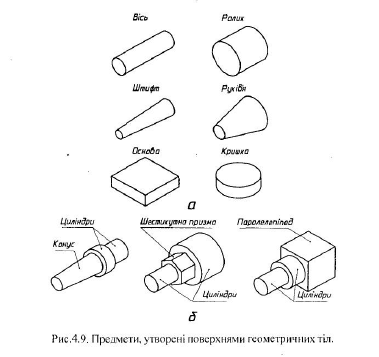 Вісь
Ролик
Штифт
Руків'я
Основа
Кришка
а
Циліндри
Конус
Шестикутна призма
Циліндри
Паралелепіпед
Циліндри
б
Рис.4.9. Предмети, утворені поверхнями геометричних тіл.